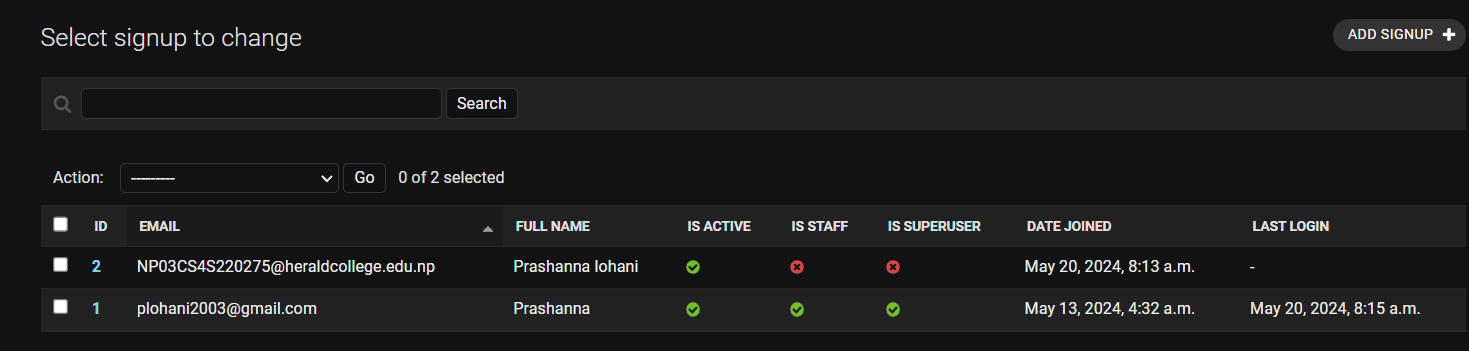 Select signup to change
ADD SIGNUP +
Search
Action: --------- Go 0 of 2 selected
ID EMAIL FULL NAME IS ACTIVE IS STAFF IS SUPERUSER DATE JOINED LAST LOGIN
2 NP03CS4S220275@heraldcollege.edu.np Prashanna lohani May 20, 2024, 8:13 a.m. -
1 plohani2003@gmail.com Prashanna May 13, 2024, 4:32 a.m. May 20, 2024, 8:15 a.m.